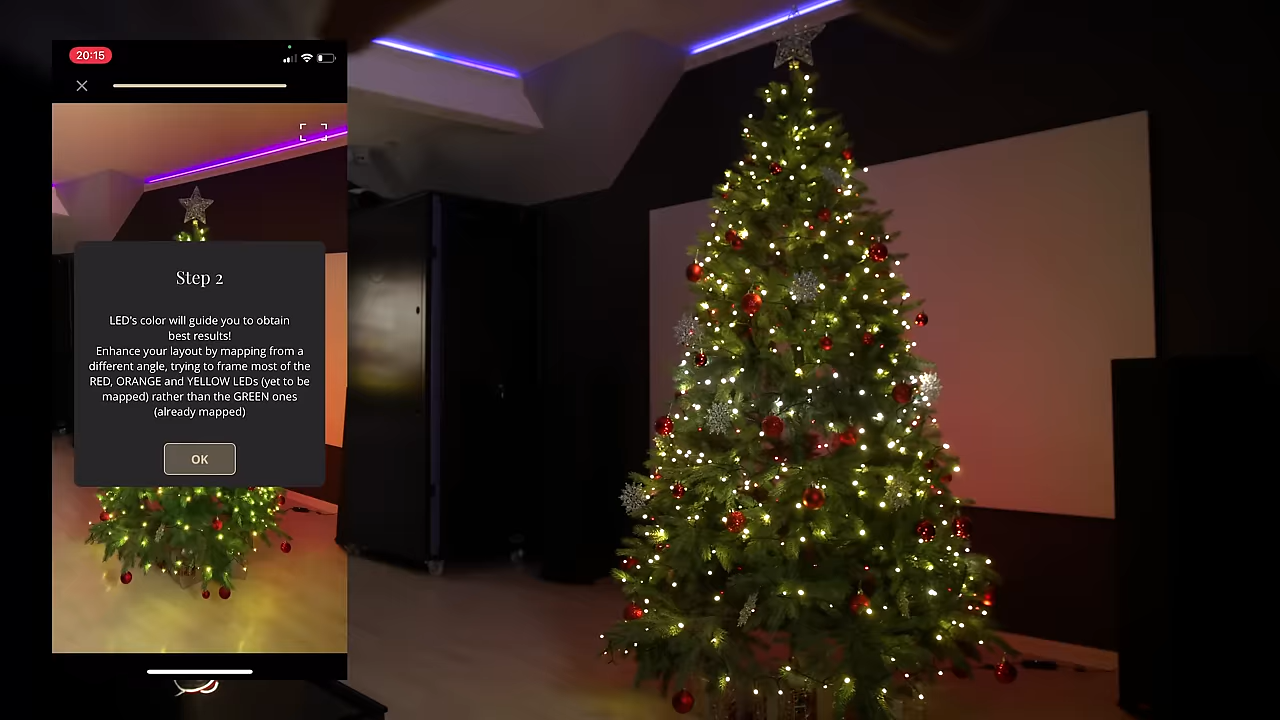 20:15
Step 2
LED's color will guide you to obtain
best results!
Enhance your layout by mapping from a
different angle, trying to frame most of the
RED, ORANGE and YELLOW LEDs (yet to be
mapped) rather than the GREEN ones
(already mapped)
OK